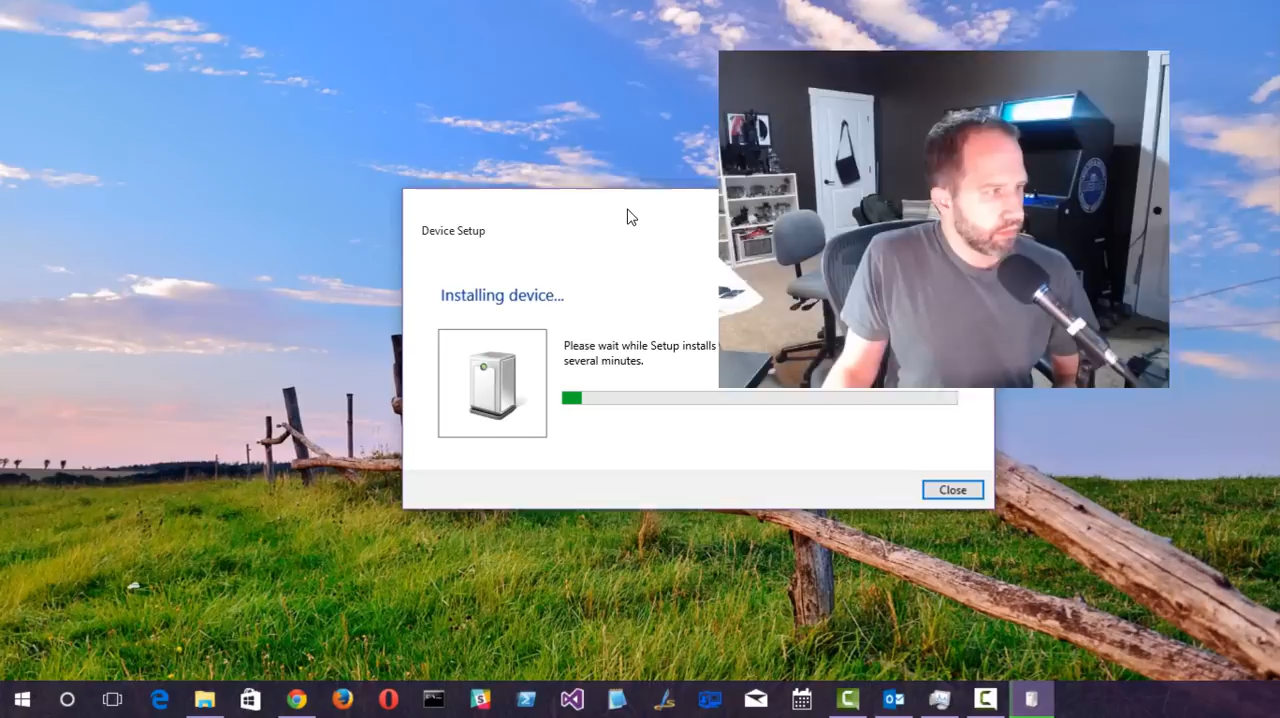 Device Setup
Installing device...
Please wait while Setup installs
several minutes.
Close